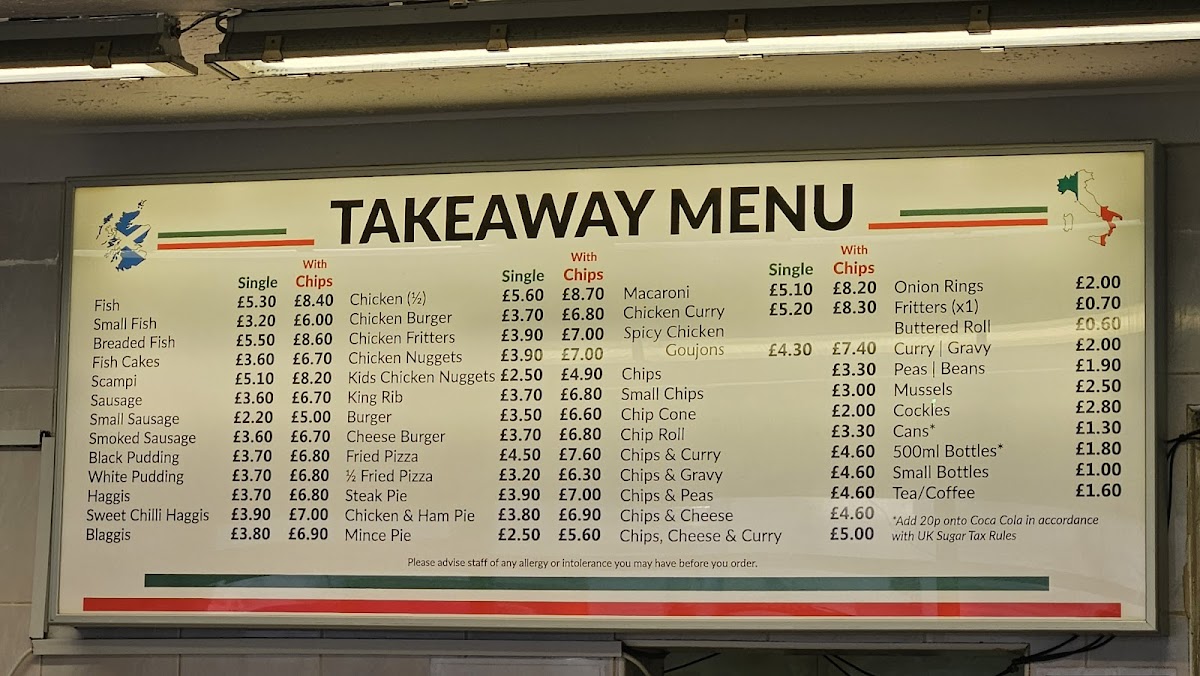 TAKEAWAY MENU
Single With Chips
Fish £5.30 £8.40
Small Fish £3.20 £6.00
Breaded Fish £5.50 £8.60
Fish Cakes £3.60 £6.70
Scampi £5.10 £8.20
Sausage £3.60 £6.70
Small Sausage £2.20 £5.00
Smoked Sausage £3.60 £6.70
Black Pudding £3.70 £6.80
White Pudding £3.70 £6.80
Haggis £3.70 £6.80
Sweet Chilli Haggis £3.90 £7.00
Blaggis £3.80 £6.90
Single With Chips
Chicken (½) £5.60 £8.70
Chicken Burger £3.70 £6.80
Chicken Fritters £3.90 £7.00
Chicken Nuggets £3.90 £7.00
Kids Chicken Nuggets £2.50 £4.90
King Rib £3.70 £6.80
Burger £3.50 £6.60
Cheese Burger £3.70 £6.80
Fried Pizza £4.50 £7.60
½ Fried Pizza £3.20 £6.30
Steak Pie £3.90 £7.00
Chicken & Ham Pie £3.80 £6.90
Mince Pie £2.50 £5.60
Single With Chips
Macaroni £5.10 £8.20
Chicken Curry £5.20 £8.30
Spicy Chicken
Goujons £4.30 £7.40
Chips £3.30
Small Chips £3.00
Chip Cone £2.00
Chip Roll £3.30
Chips & Curry £4.60
Chips & Gravy £4.60
Chips & Peas £4.60
Chips & Cheese £4.60
Chips, Cheese & Curry £5.00
Onion Rings £2.00
Fritters (x1) £0.70
Buttered Roll £0.60
Curry | Gravy £2.00
Peas | Beans £1.90
Mussels £2.50
Cockles £2.80
Cans* £1.30
500ml Bottles* £1.80
Small Bottles £1.00
Tea/Coffee £1.60
*Add 20p onto Coca Cola in accordance
with UK Sugar Tax Rules
Please advise staff of any allergy or intolerance you may have before you order.